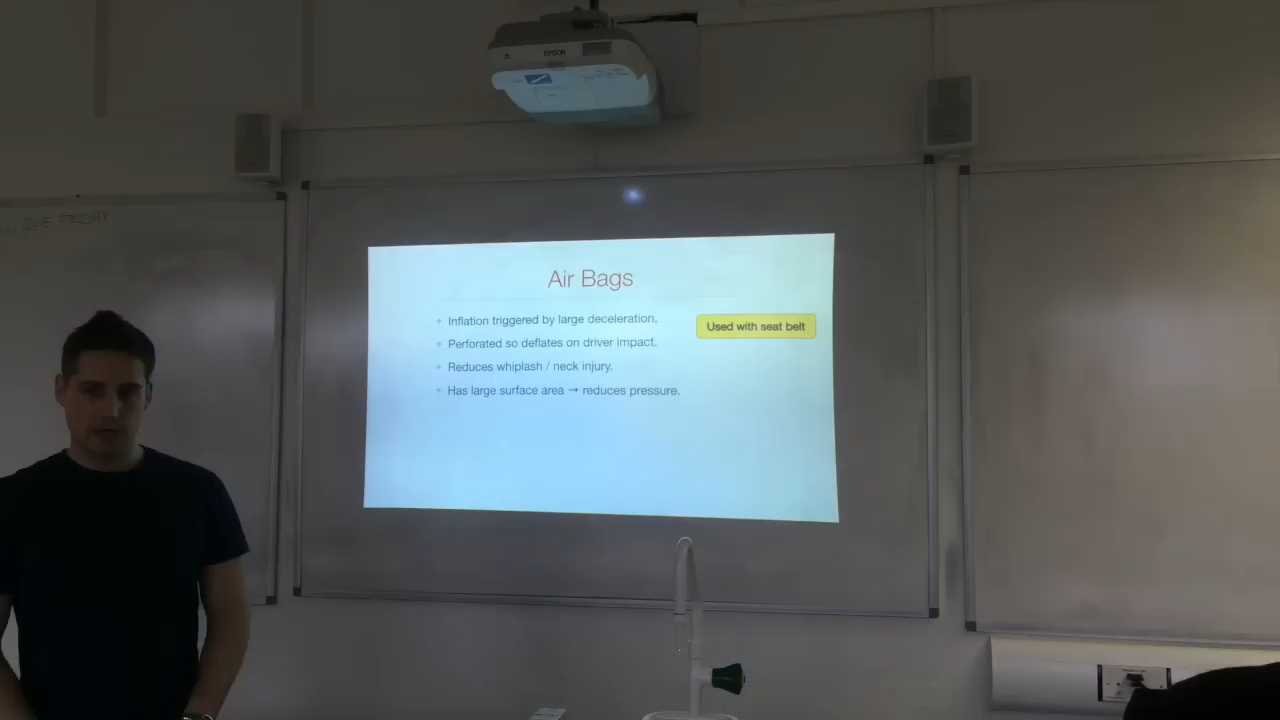 EPSON
Air Bags
Inflation triggered by large deceleration.
Used with seat belt
Perforated so deflates on driver impact.
Reduces whiplash / neck injury.
Has large surface area → reduces pressure.